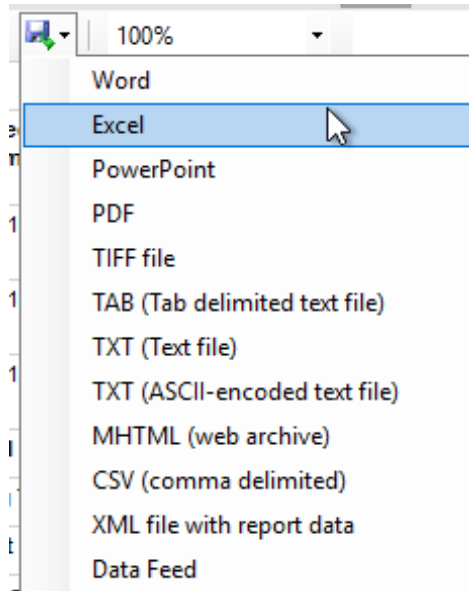 100%
Word
Excel
PowerPoint
PDF
TIFF file
TAB (Tab delimited text file)
TXT (Text file)
TXT (ASCII-encoded text file)
MHTML (web archive)
CSV (comma delimited)
XML file with report data
Data Feed